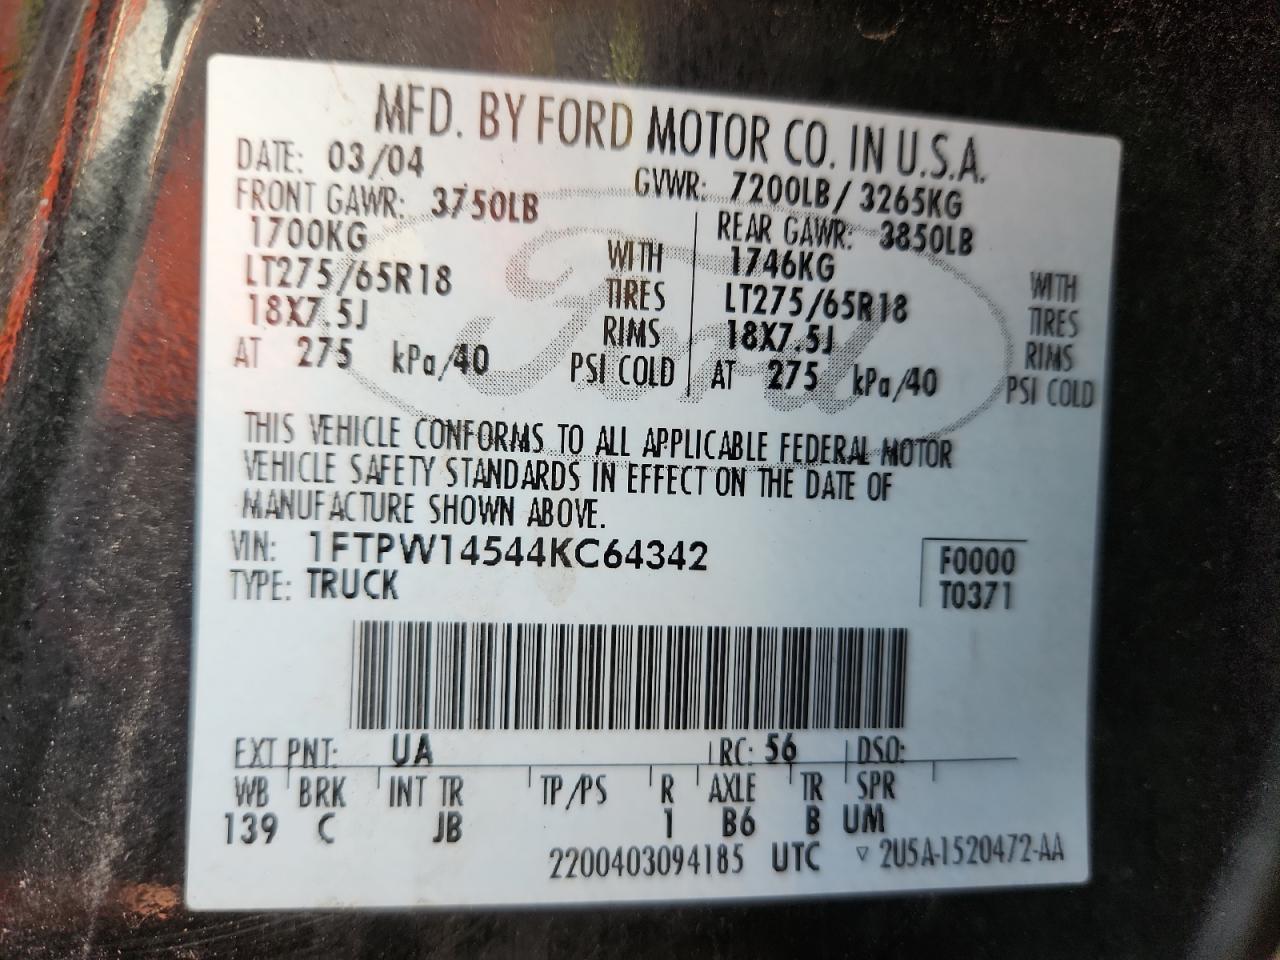 MFD. BY FORD MOTOR CO. IN U.S.A.
DATE: 03/04 GVWR: 7200LB / 3265KG
FRONT GAWR: 3750LB REAR GAWR: 3850LB
1700KG WITH 1746KG WITH
LT275/65R18 TIRES LT275/65R18 TIRES
18X7.5J RIMS 18X7.5J RIMS
AT 275 kPa/40 PSI COLD AT 275 kPa/40 PSI COLD
Ford
THIS VEHICLE CONFORMS TO ALL APPLICABLE FEDERAL MOTOR
VEHICLE SAFETY STANDARDS IN EFFECT ON THE DATE OF
MANUFACTURE SHOWN ABOVE.
VIN: 1FTPW14544KC64342 F0000
TYPE: TRUCK T0371
EXT PNT: UA RC: 56 DSO:
WB BRK INT TR TP/PS R AXLE TR SPR
139 C JB 1 B6 B UM
2200403094185 UTC ▽ 2U5A-1520472-AA